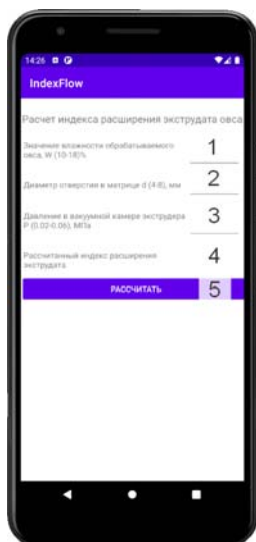 14:26
IndexFlow
Расчет индекса расширения экструдата овса
Значение влажности обрабатываемого
овса, W (10-18)%
1
Диаметр отверстия в матрице d (4-8), мм
2
Давление в вакуумной камере экструдера
P (0.02-0.06), МПа
3
Рассчитанный индекс расширения
экструдата
4
РАССЧИТАТЬ
5